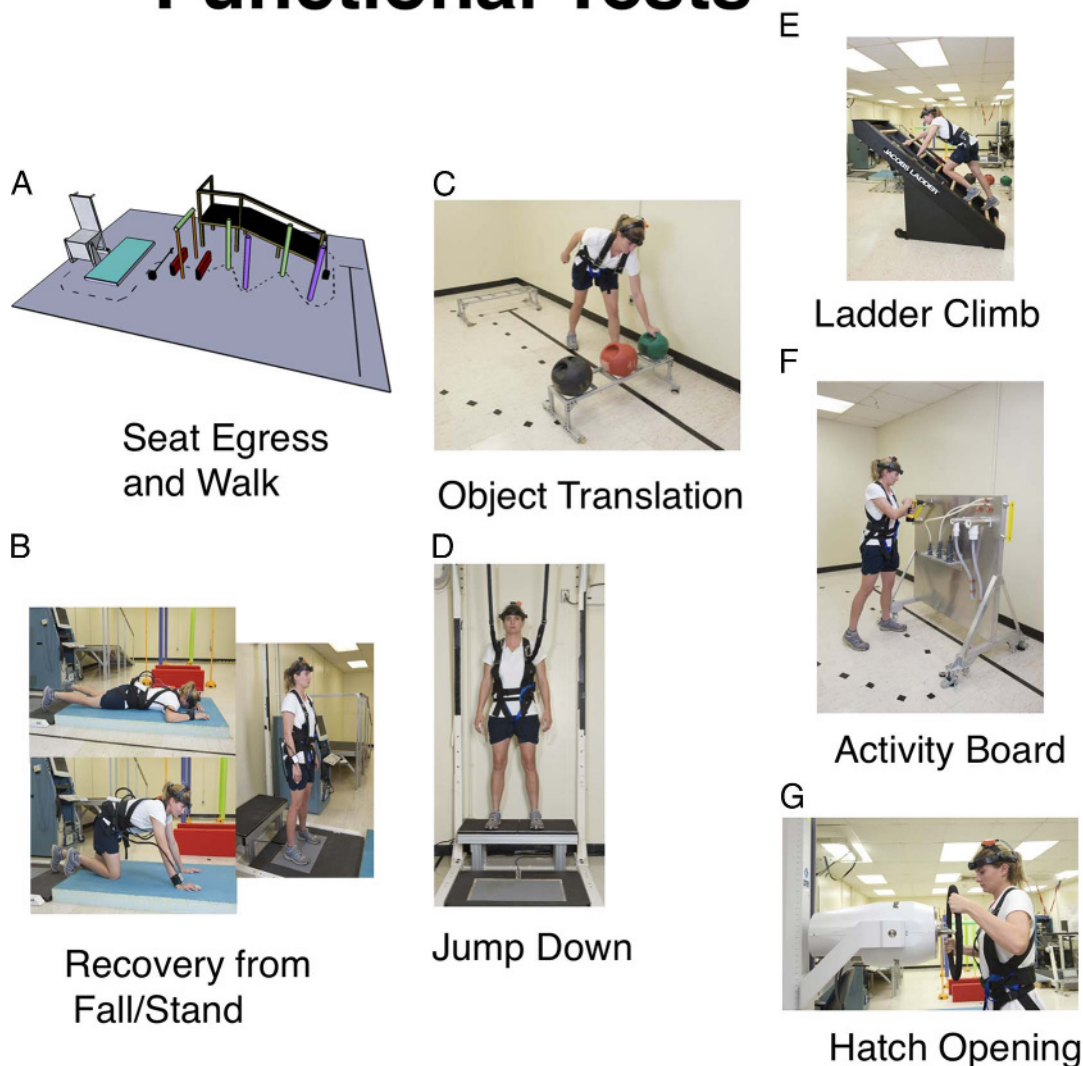 Functional Tests
A
Seat Egress
and Walk
B
Recovery from
Fall/Stand
C
Object Translation
D
Jump Down
E
JACOBS LADDER
Ladder Climb
F
Activity Board
G
Hatch Opening